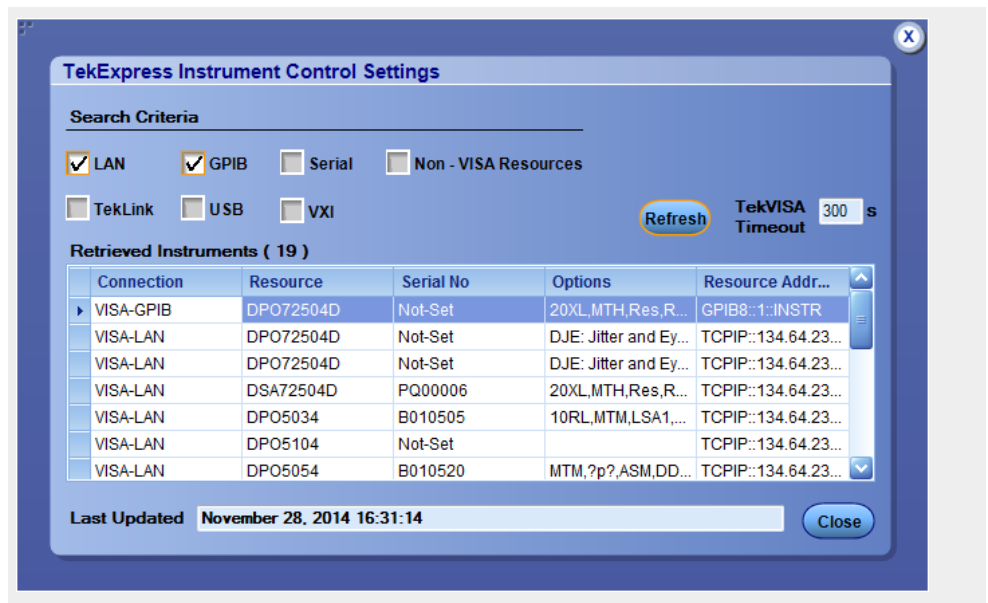 X
TekExpress Instrument Control Settings
Search Criteria
LAN GPIB Serial Non - VISA Resources
TekLink USB VXI Refresh TekVISA Timeout 300 s
Retrieved Instruments ( 19 )
Connection Resource Serial No Options Resource Addr...
VISA-GPIB DPO72504D Not-Set 20XL,MTH,Res,R... GPIB8::1::INSTR
VISA-LAN DPO72504D Not-Set DJE: Jitter and Ey... TCPIP::134.64.23...
VISA-LAN DPO72504D Not-Set DJE: Jitter and Ey... TCPIP::134.64.23...
VISA-LAN DSA72504D PQ00006 20XL,MTH,Res,R... TCPIP::134.64.23...
VISA-LAN DPO5034 B010505 10RL,MTM,LSA1,... TCPIP::134.64.23...
VISA-LAN DPO5104 Not-Set TCPIP::134.64.23...
VISA-LAN DPO5054 B010520 MTM,?p?,ASM,DD... TCPIP::134.64.23...
Last Updated November 28, 2014 16:31:14 Close